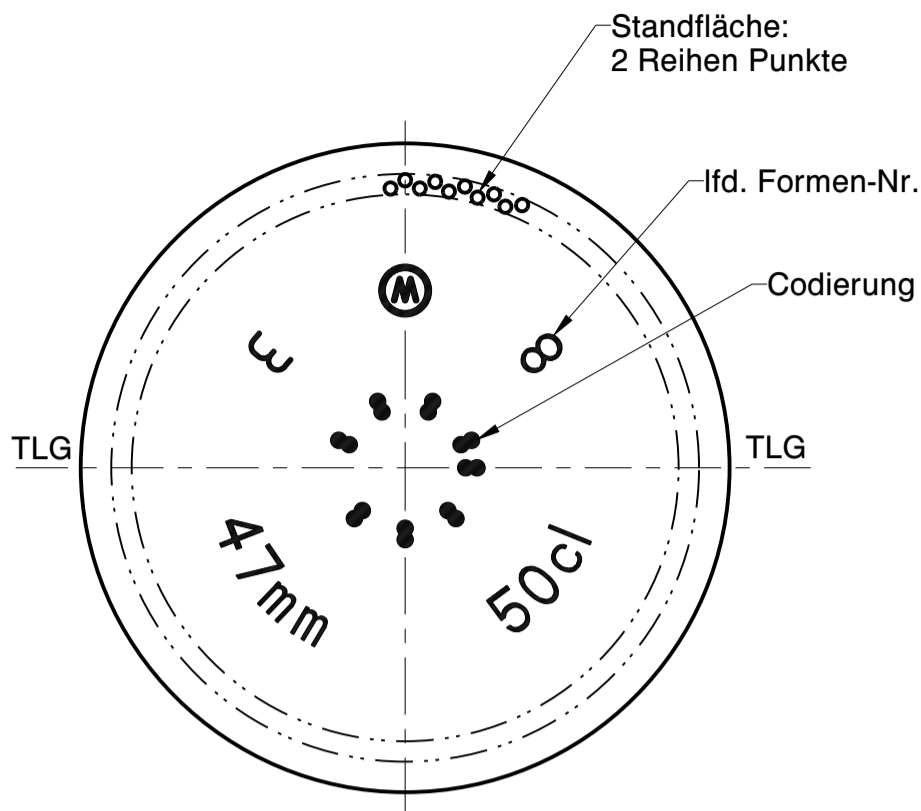 Standfläche:
2 Reihen Punkte
lfd. Formen-Nr.
Codierung
TLG
TLG
M
3
8
47mm
50cl